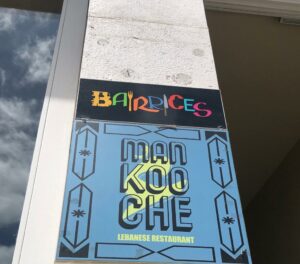 BAIRRICES
MAN
KOO
CHE
LEBANESE RESTAURANT